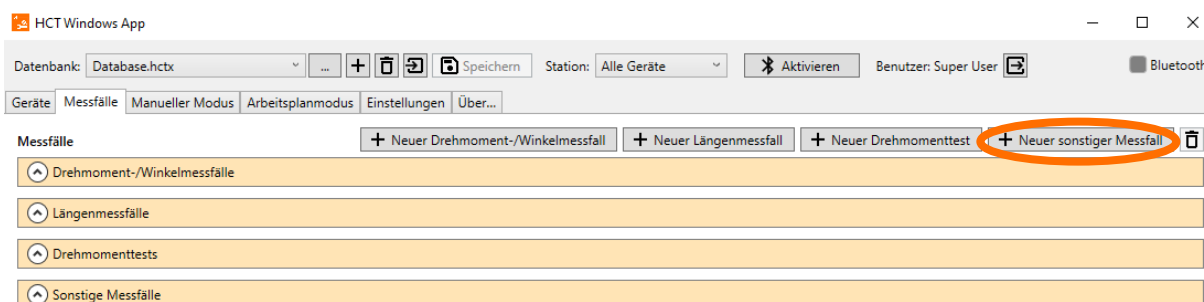 HCT Windows App
Datenbank: Database.hctx ... Speichern Station: Alle Geräte Aktivieren Benutzer: Super User Bluetooth
Geräte Messfälle Manueller Modus Arbeitsplanmodus Einstellungen Über...
Messfälle + Neuer Drehmoment-/Winkelmessfall + Neuer Längenmessfall + Neuer Drehmomenttest + Neuer sonstiger Messfall
Drehmoment-/Winkelmessfälle
Längenmessfälle
Drehmomenttests
Sonstige Messfälle